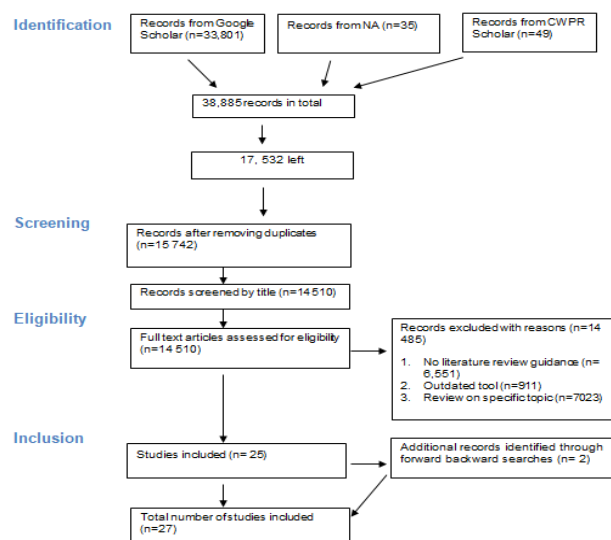 Identification
Records from Google
Scholar (n=33,801)
Records from NA (n=35)
Records from CWPR
Scholar (n=49)
38,885 records in total
17, 532 left
Screening
Records after removing duplicates
(n=15 742)
Records screened by title (n=14 510)
Eligibility
Full text articles assessed for eligibility
(n=14 510)
Records excluded with reasons (n=14
485)
1. No literature review guidance (n=
6,551)
2. Outdated tool (n=911)
3. Review on specific topic (n=7023)
Inclusion
Studies included (n= 25)
Additional records identified through
forward backward searches (n= 2)
Total number of studies included
(n=27)